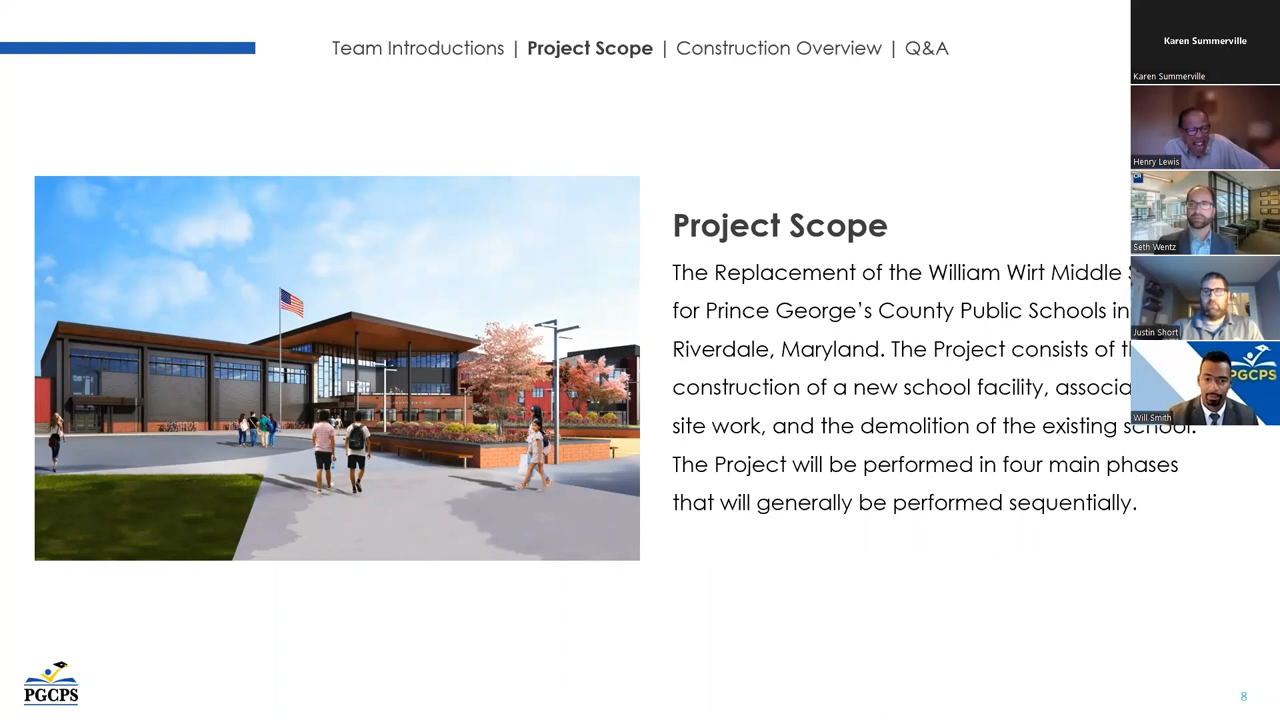 Team Introductions | Project Scope | Construction Overview | Q&A
Karen Summerville
Karen Summerville
Henry Lewis
Seth Wentz
Justin Short
PGCPS
Will Smith
Project Scope
The Replacement of the William Wirt Middle
for Prince George's County Public Schools in
Riverdale, Maryland. The Project consists of
construction of a new school facility,
site work, and the demolition of the existing school.
The Project will be performed in four main phases
that will generally be performed sequentially.
PGCPS
8